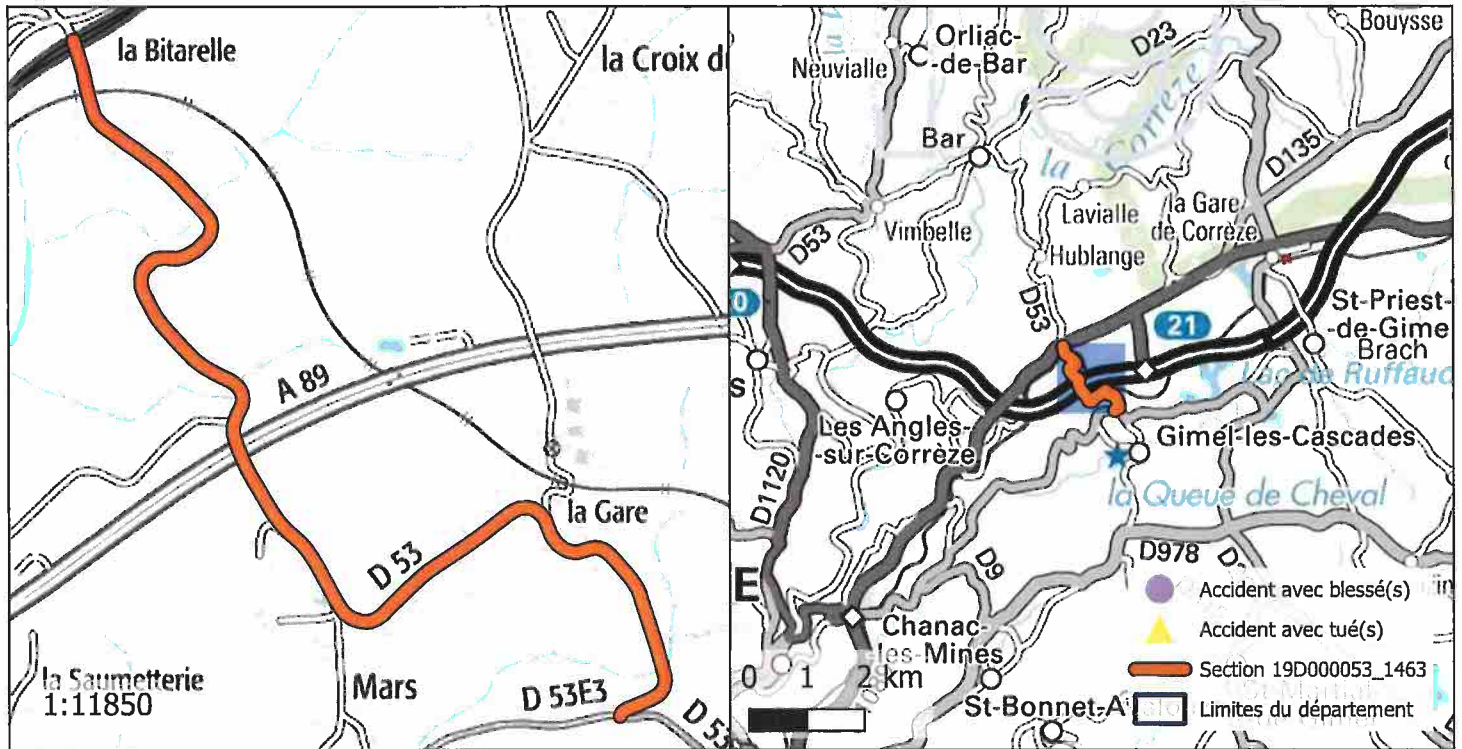 la Bitarelle
la Croix d
A 89
la Gare
D 53
la Saumetterie
1:11850
Mars
D 53E3
D 53
Bouysse
Orliac-
-de-Bar
D23
Neuvialle
Bar
la Corrèze
D135
Lavialle
la Gare
de Corrèze
D53
Vimbelle
Hublange
St-Priest-
-de-Gime
Brach
D53
0
21
Lac de Ruffaud
s
Les Angles-
-sur-Corrèze
Gimel-les-Cascades
D1120
la Queue de Cheval
D9
D978
D
E
Chanac-
les-Mines
Accident avec blessé(s)
Accident avec tué(s)
0 1 2 km
Section 19D000053_1463
St-Bonnet-A
Limites du département